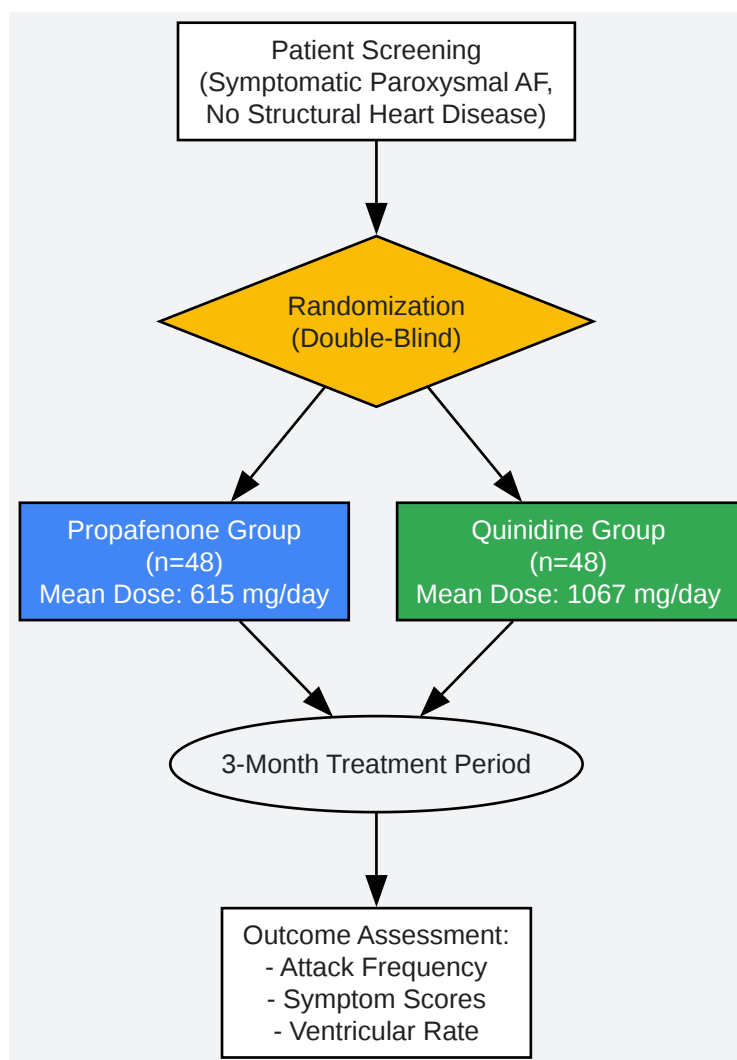 Patient Screening
(Symptomatic Paroxysmal AF,
No Structural Heart Disease)
Randomization
(Double-Blind)
Propafenone Group
(n=48)
Mean Dose: 615 mg/day
Quinidine Group
(n=48)
Mean Dose: 1067 mg/day
3-Month Treatment Period
Outcome Assessment:
- Attack Frequency
- Symptom Scores
- Ventricular Rate